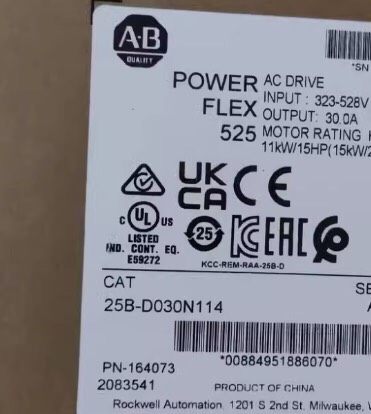 A-B
QUALITY
*SN
POWER
FLEX
525
AC DRIVE
INPUT : 323-528V
OUTPUT: 30.0A
MOTOR RATING
11kW/15HP(15kW/2
UK
CA
CE
C UL US
LISTED
IND. CONT. EQ.
E59272
25
EAC
KCC-REM-RAA-25B-D
CAT
SE
25B-D030N114
A
*00884951886070*
PN-164073
2083541
PRODUCT OF CHINA
Rockwell Automation 1201 S 2nd St. Milwaukee,